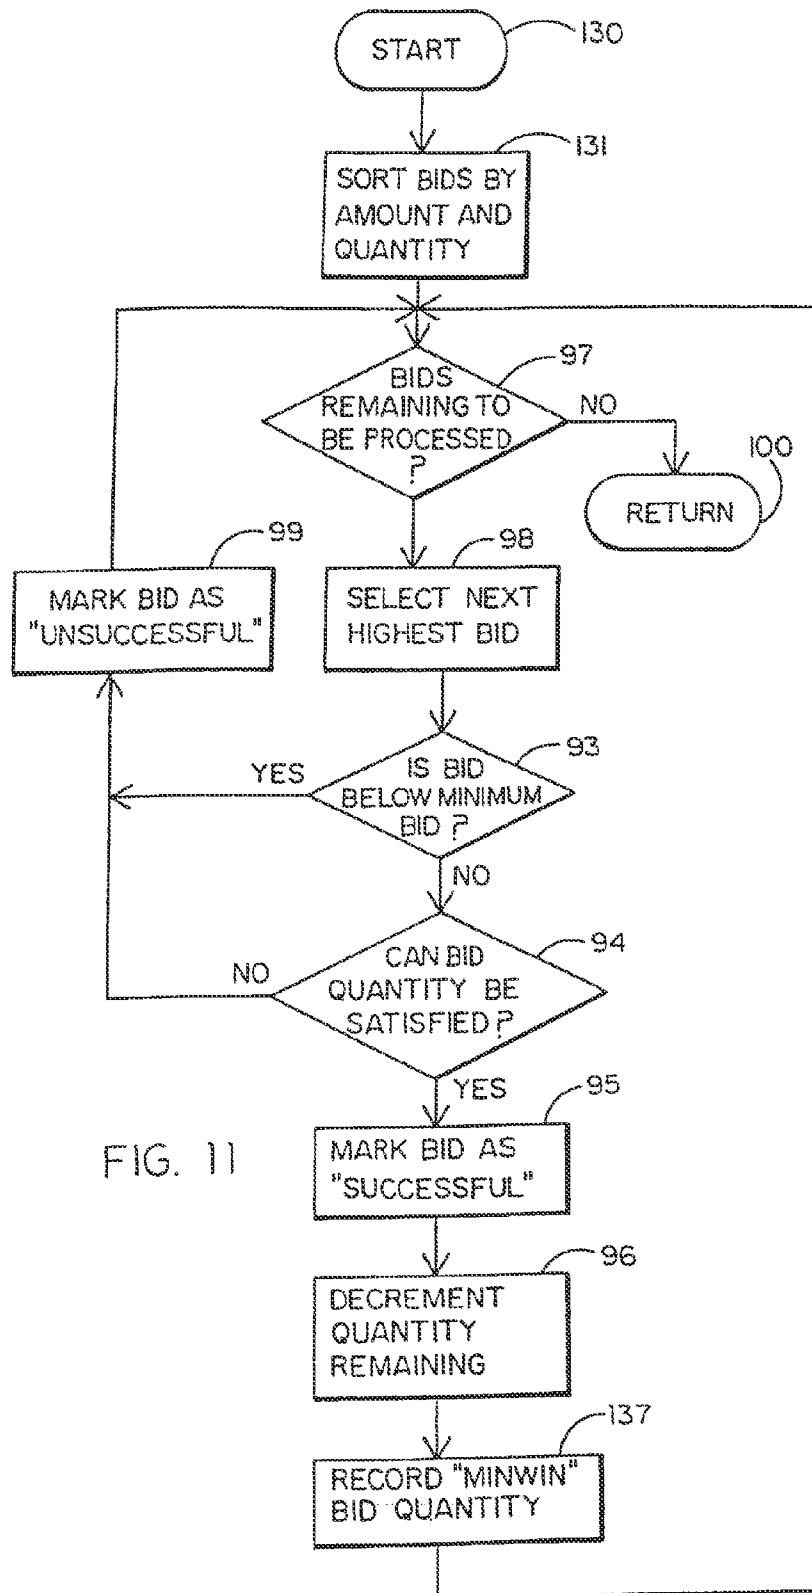 START
130
131
SORT BIDS BY
AMOUNT AND
QUANTITY
97
BIDS
REMAINING TO
BE PROCESSED
?
NO
100
RETURN
99
MARK BID AS
"UNSUCCESSFUL"
98
SELECT NEXT
HIGHEST BID
93
YES
IS BID
BELOW MINIMUM
BID ?
NO
94
NO
CAN BID
QUANTITY BE
SATISFIED?
YES
95
MARK BID AS
"SUCCESSFUL"
FIG. 11
96
DECREMENT
QUANTITY
REMAINING
137
RECORD "MINWIN"
BID QUANTITY